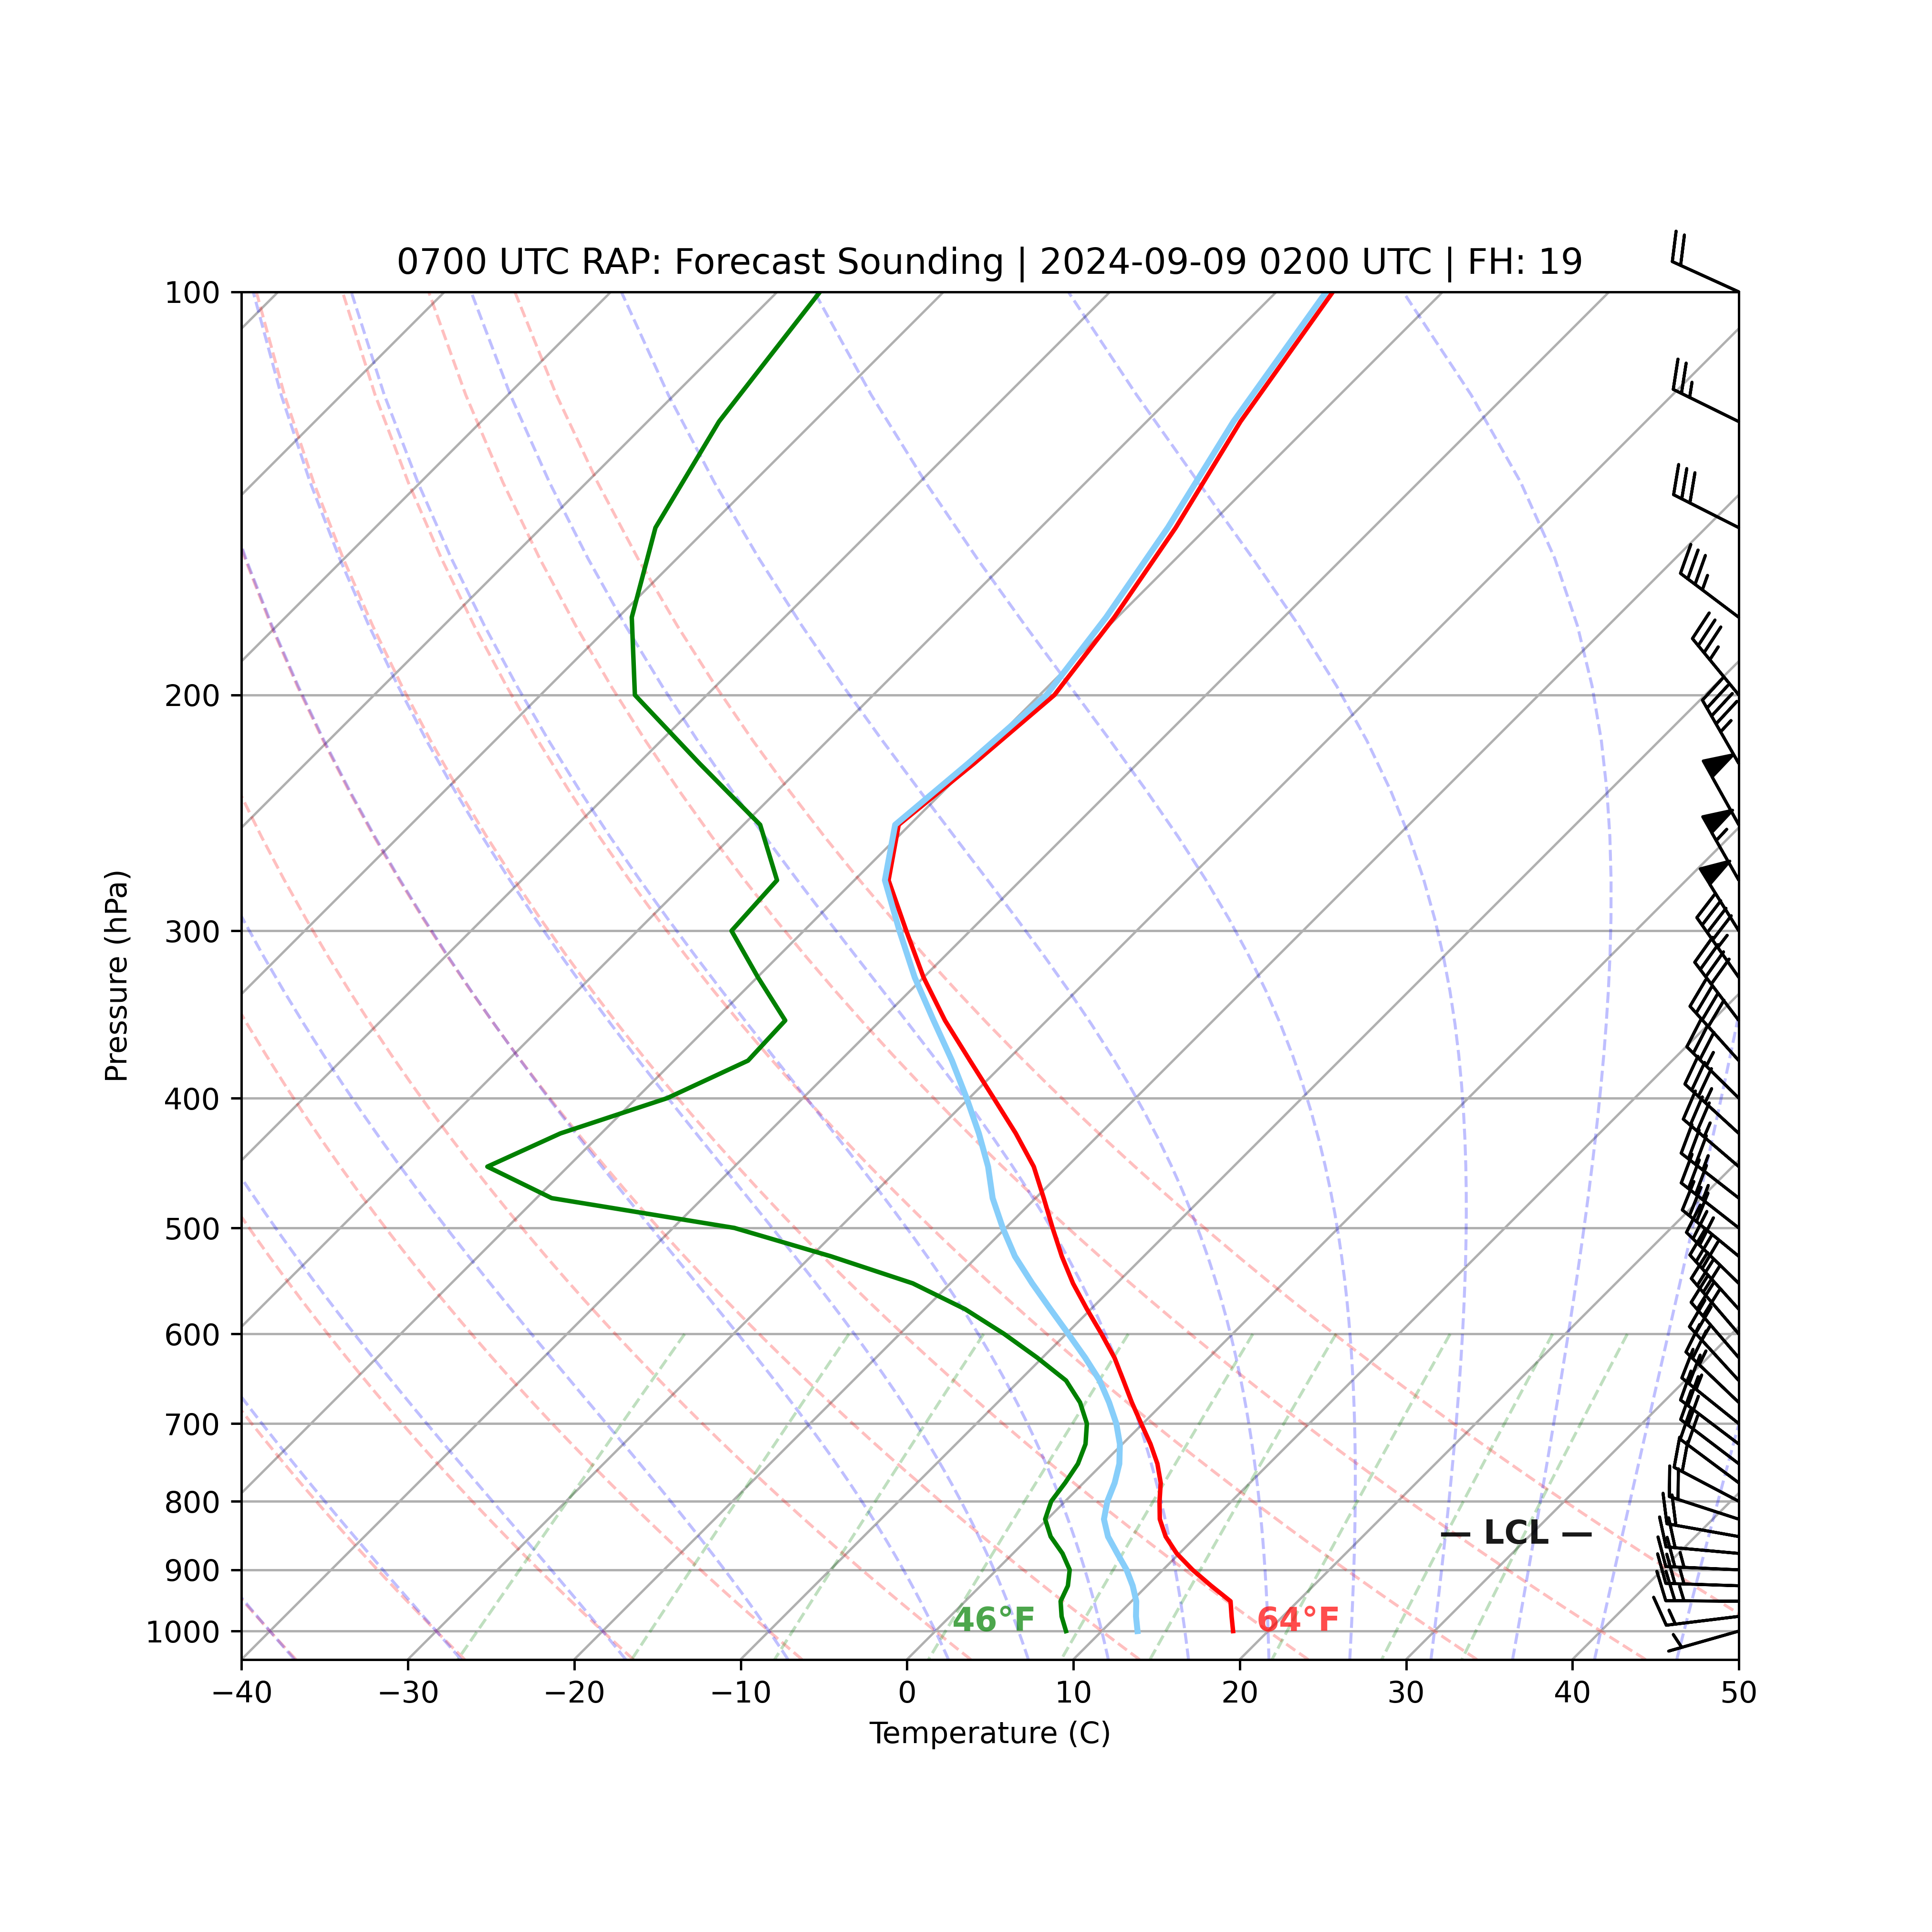 0700 UTC RAP: Forecast Sounding | 2024-09-09 0200 UTC | FH: 19
100
200
300
400
500
600
700
800
900
1000
Pressure (hPa)
— LCL —
46°F
64°F
−40 −30 −20 −10 0 10 20 30 40 50
Temperature (C)